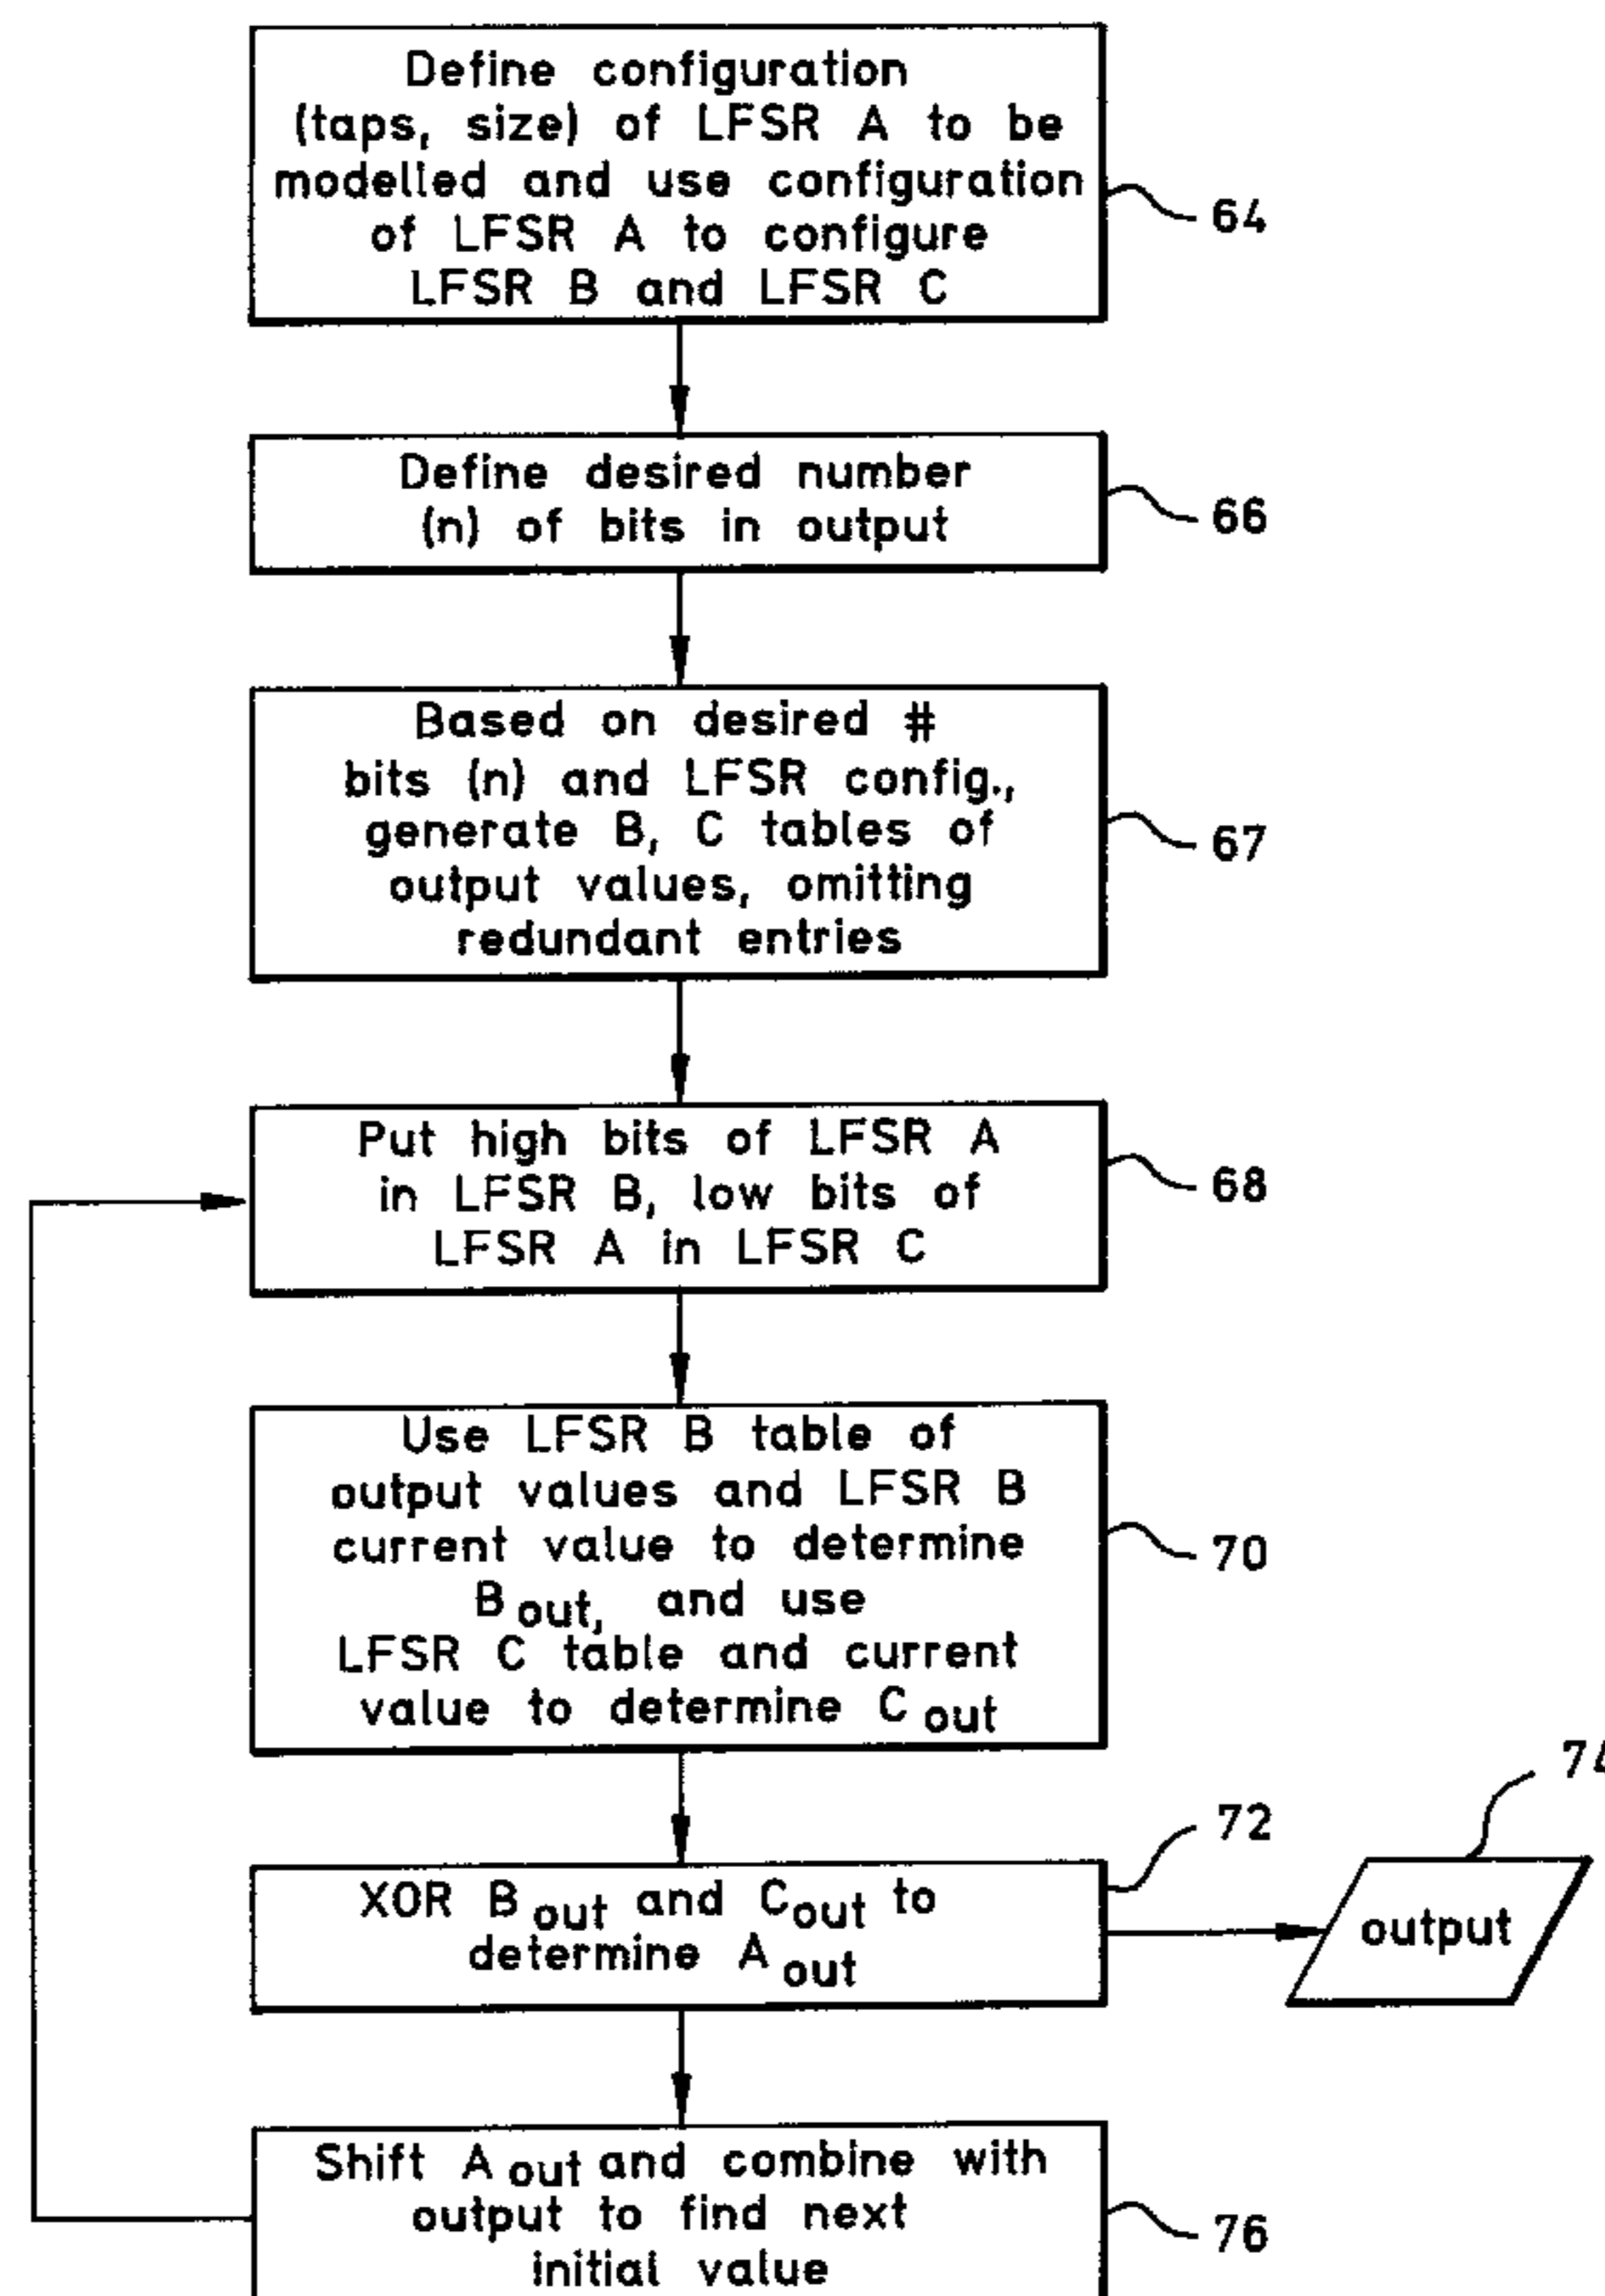 Define configuration
(taps, size) of LFSR A to be
modelled and use configuration
of LFSR A to configure
LFSR B and LFSR C
64
Define desired number
(n) of bits in output
66
Based on desired #
bits (n) and LFSR config.,
generate B, C tables of
output values, omitting
redundant entries
67
Put high bits of LFSR A
in LFSR B, low bits of
LFSR A in LFSR C
68
Use LFSR B table of
output values and LFSR B
current value to determine
B out, and use
LFSR C table and current
value to determine C out
70
XOR B out and C out to
determine A out
72
74
output
Shift A out and combine with
output to find next
initial value
76